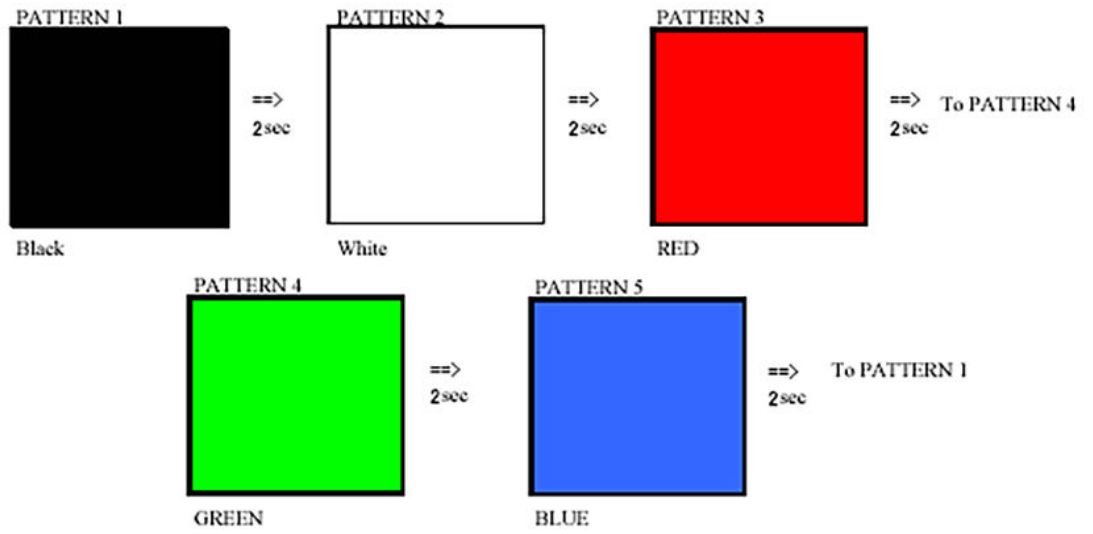 PATTERN 1
PATTERN 2
PATTERN 3
==>
2sec
==>
2sec
==>
2sec
To PATTERN 4
Black
White
RED
PATTERN 4
PATTERN 5
==>
2sec
==>
2sec
To PATTERN 1
GREEN
BLUE